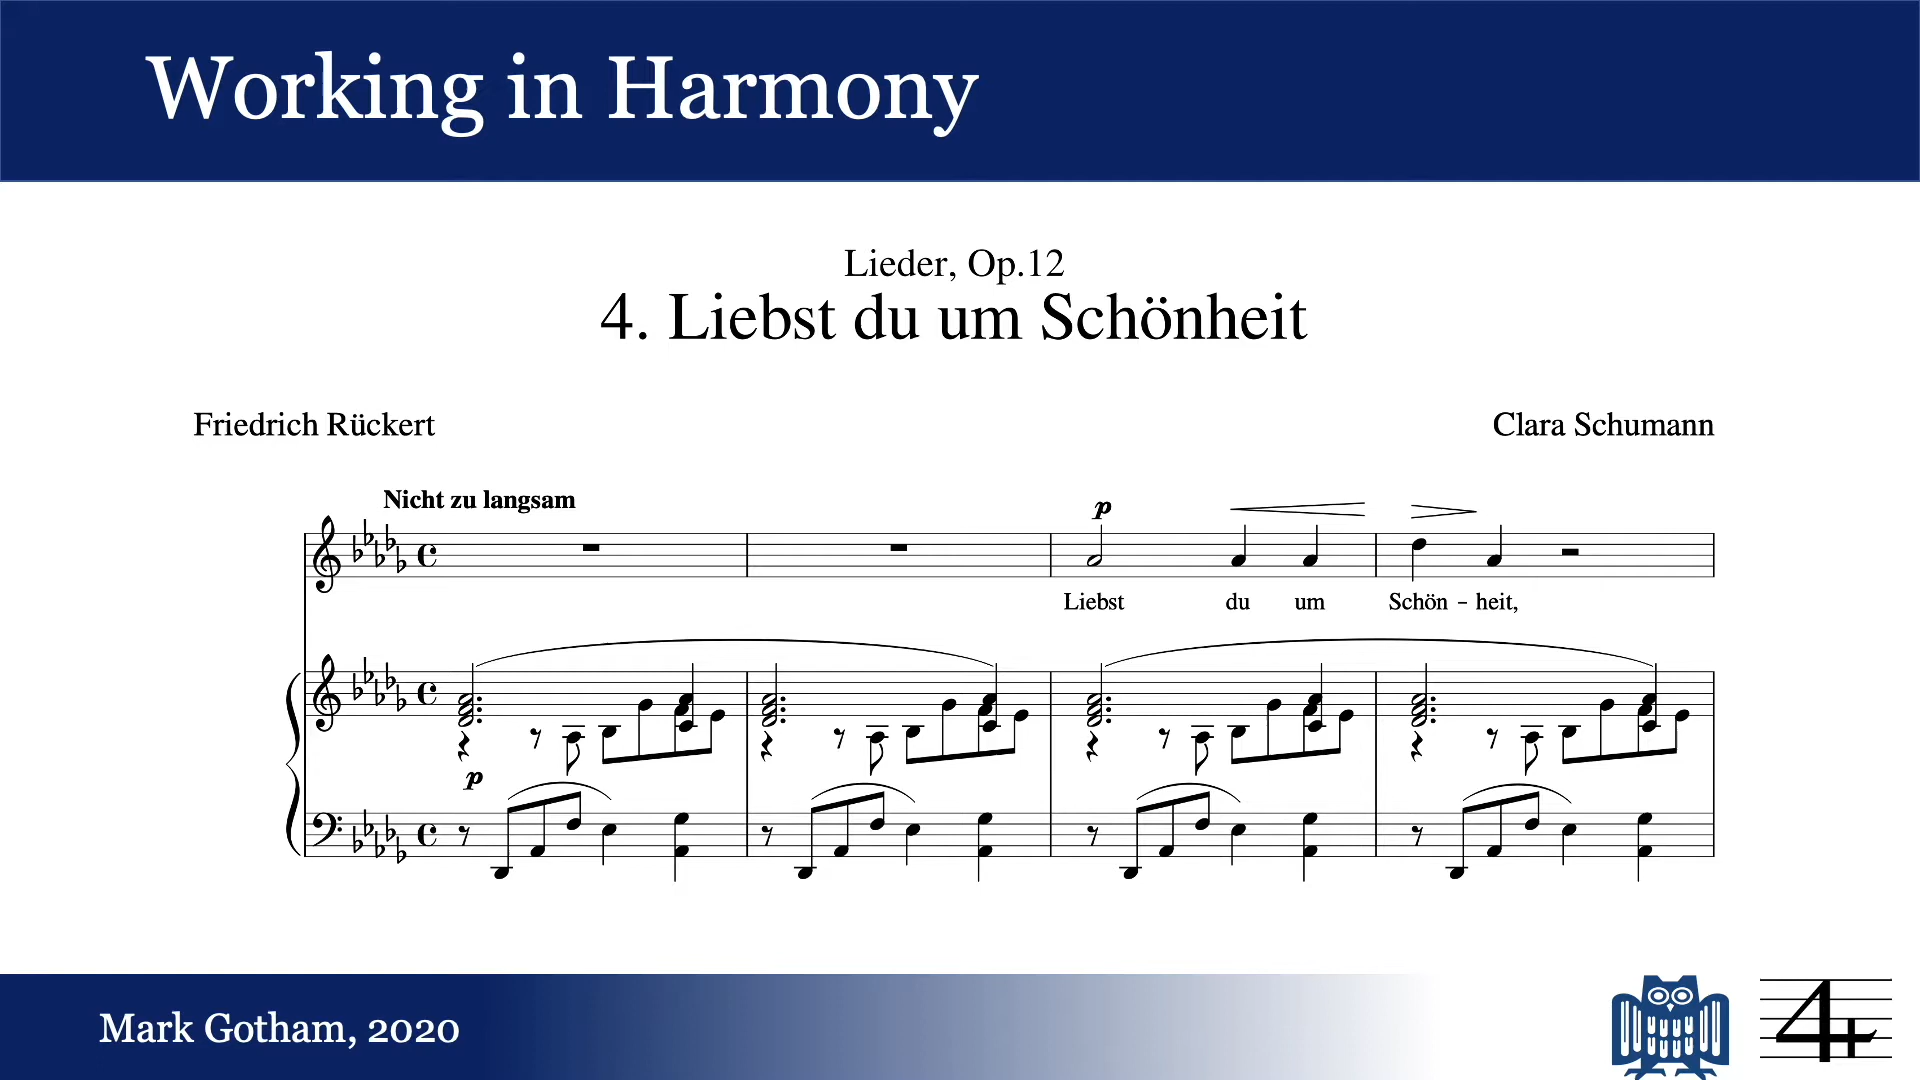 Working in Harmony
Lieder, Op.12
4. Liebst du um Schönheit
Friedrich Rückert
Clara Schumann
Nicht zu langsam
p
Liebst du um Schön - heit,
p
Mark Gotham, 2020
4+